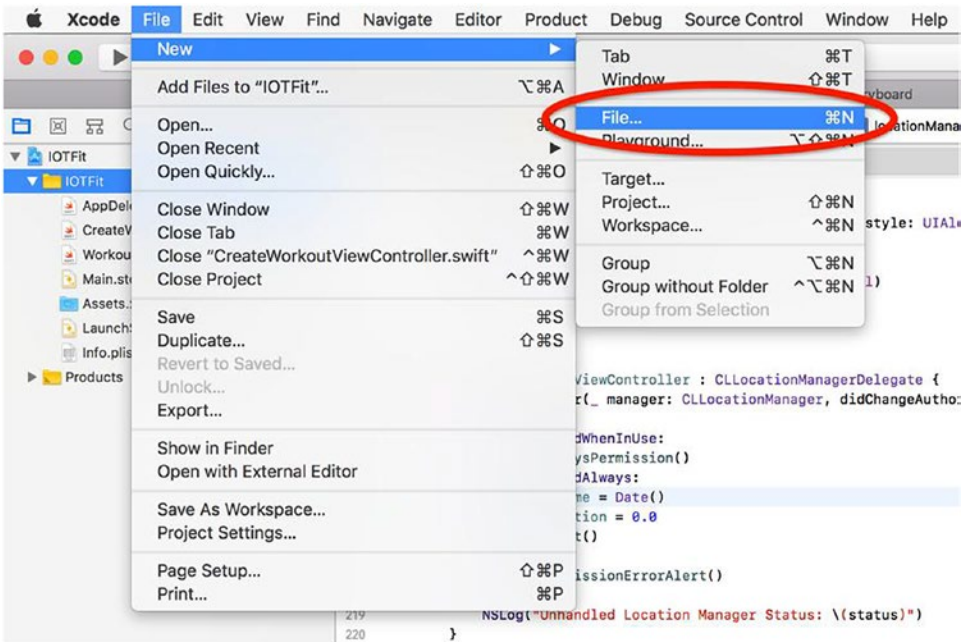 Xcode File Edit View Find Navigate Editor Product Debug Source Control Window Help
New ▶
Add Files to “IOTFit”... ⌥⌘A
Open... ⌘O
Open Recent ▶
Open Quickly... ⇧⌘O
Close Window ⇧⌘W
Close Tab ⌘W
Close “CreateWorkoutViewController.swift” ^⌘W
Close Project ^⇧⌘W
Save ⌘S
Duplicate... ⇧⌘S
Revert to Saved...
Unlock...
Export...
Show in Finder
Open with External Editor
Save As Workspace...
Project Settings...
Page Setup... ⇧⌘P
Print... ⌘P
Tab ⌘T
Window ⇧⌘T
File... ⌘N
Playground... ⌥⇧⌘N
Target...
Project... ⇧⌘N
Workspace... ^⌘N
Group ⌥⌘N
Group without Folder ^⌥⌘N
Group from Selection
IOTFit
IOTFit
AppDele
CreateW
Workou
Main.sto
Assets.
Launch
Info.plis
Products
yboard
locationMana
style: UIAl
l)
ViewController : CLLocationManagerDelegate {
r(_ manager: CLLocationManager, didChangeAutho
dWhenInUse:
ysPermission()
dAlways:
me = Date()
tion = 0.0
t()
issionErrorAlert()
219 NSLog("Unhandled Location Manager Status: \(status)")
220 }